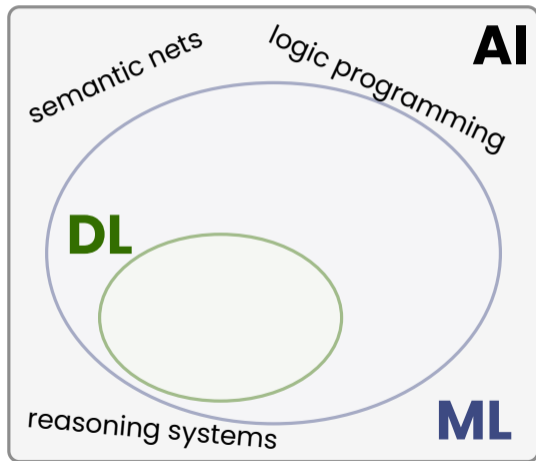 AI
semantic nets
logic programming
DL
ML
reasoning systems